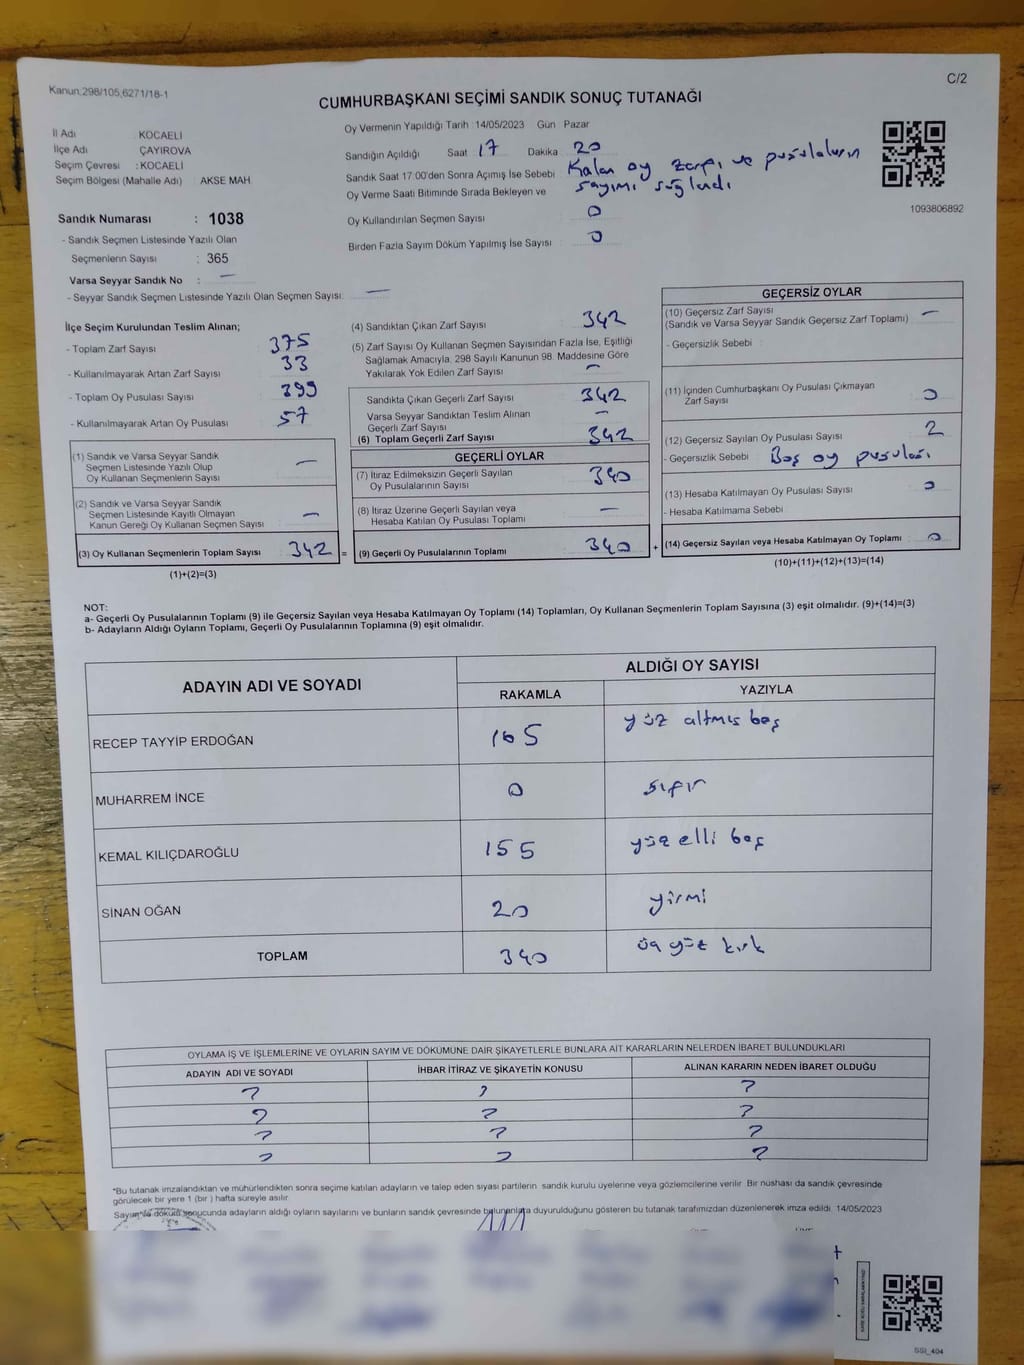 Kanun:298/105,6271/18-1
C/2
CUMHURBAŞKANI SEÇİMİ SANDIK SONUÇ TUTANAĞI
İl Adı : KOCAELİ
İlçe Adı : ÇAYIROVA
Seçim Çevresi : KOCAELİ
Seçim Bölgesi (Mahalle Adı) : AKSE MAH
Sandık Numarası : 1038
- Sandık Seçmen Listesinde Yazılı Olan
Seçmenlerin Sayısı : 365
Varsa Seyyar Sandık No : —
- Seyyar Sandık Seçmen Listesinde Yazılı Olan Seçmen Sayısı: —
Oy Vermenin Yapıldığı Tarih : 14/05/2023 Gün Pazar
Sandığın Açıldığı Saat : 17 Dakika : 20
Sandık Saat 17:00'den Sonra Açımış İse Sebebi : Kalan oy zarfı ve pusulaların
sayımı sağlandı
Oy Verme Saati Bitiminde Sırada Bekleyen ve
Oy Kullandırılan Seçmen Sayısı : 0
Birden Fazla Sayım Döküm Yapılmış İse Sayısı : 0
1093806892
İlçe Seçim Kurulundan Teslim Alınan;
- Toplam Zarf Sayısı : 375
- Kullanılmayarak Artan Zarf Sayısı : 33
- Toplam Oy Pusulası Sayısı : 399
- Kullanılmayarak Artan Oy Pusulası : 57
(1) Sandık ve Varsa Seyyar Sandık
Seçmen Listesinde Yazılı Olup
Oy Kullanan Seçmenlerin Sayısı : —
(2) Sandık ve Varsa Seyyar Sandık
Seçmen Listesinde Kayıtlı Olmayan
Kanun Gereği Oy Kullanan Seçmen Sayısı : —
(3) Oy Kullanan Seçmenlerin Toplam Sayısı : 342 =
(1)+(2)=(3)
(4) Sandıktan Çıkan Zarf Sayısı : 342
(5) Zarf Sayısı Oy Kullanan Seçmen Sayısından Fazla İse, Eşitliği
Sağlamak Amacıyla, 298 Sayılı Kanunun 98. Maddesine Göre
Yakılarak Yok Edilen Zarf Sayısı : —
Sandıkta Çıkan Geçerli Zarf Sayısı : 342
Varsa Seyyar Sandıktan Teslim Alınan
Geçerli Zarf Sayısı : —
(6) Toplam Geçerli Zarf Sayısı : 342
GEÇERLİ OYLAR
(7) İtiraz Edilmeksizin Geçerli Sayılan
Oy Pusulalarının Sayısı : 340
(8) İtiraz Üzerine Geçerli Sayılan veya
Hesaba Katılan Oy Pusulası Toplamı : —
(9) Geçerli Oy Pusulalarının Toplamı : 340 +
GEÇERSİZ OYLAR
(10) Geçersiz Zarf Sayısı
(Sandık ve Varsa Seyyar Sandık Geçersiz Zarf Toplamı) : —
- Geçersizlik Sebebi :
(11) İçinden Cumhurbaşkanı Oy Pusulası Çıkmayan
Zarf Sayısı : 0
(12) Geçersiz Sayılan Oy Pusulası Sayısı : 2
- Geçersizlik Sebebi : Boş oy pusulası
(13) Hesaba Katılmayan Oy Pusulası Sayısı : 0
- Hesaba Katılmama Sebebi
(14) Geçersiz Sayılan veya Hesaba Katılmayan Oy Toplamı : 0
(10)+(11)+(12)+(13)=(14)
NOT:
a- Geçerli Oy Pusulalarının Toplamı (9) ile Geçersiz Sayılan veya Hesaba Katılmayan Oy Toplamı (14) Toplamları, Oy Kullanan Seçmenlerin Toplam Sayısına (3) eşit olmalıdır. (9)+(14)=(3)
b- Adayların Aldığı Oyların Toplamı, Geçerli Oy Pusulalarının Toplamına (9) eşit olmalıdır.
ADAYIN ADI VE SOYADI ALDIĞI OY SAYISI
RAKAMLA YAZIYLA
RECEP TAYYİP ERDOĞAN 165 yüz altmış beş
MUHARREM İNCE 0 sıfır
KEMAL KILIÇDAROĞLU 155 yüz elli beş
SİNAN OĞAN 20 yirmi
TOPLAM 340 üç yüz kırk
OYLAMA İŞ VE İŞLEMLERİNE VE OYLARIN SAYIM VE DÖKÜMÜNE DAİR ŞİKAYETLERLE BUNLARA AİT KARARLARIN NELERDEN İBARET BULUNDUKLARI
ADAYIN ADI VE SOYADI İHBAR İTİRAZ VE ŞİKAYETİN KONUSU ALINAN KARARIN NEDEN İBARET OLDUĞU
*Bu tutanak imzalandıktan ve mühürlendikten sonra seçime katılan adayların ve talep eden siyasi partilerin sandık kurulu üyelerine veya gözlemcilerine verilir. Bir nüshası da sandık çevresinde
görülecek bir yere 1 (bir ) hafta süreyle asılır.
Sayım ve döküm sonucunda adayların aldığı oyların sayılarını ve bunların sandık çevresinde bulunanlara duyurulduğunu gösteren bu tutanak tarafımızdan düzenlenerek imza edildi. 14/05/2023
SSI_404